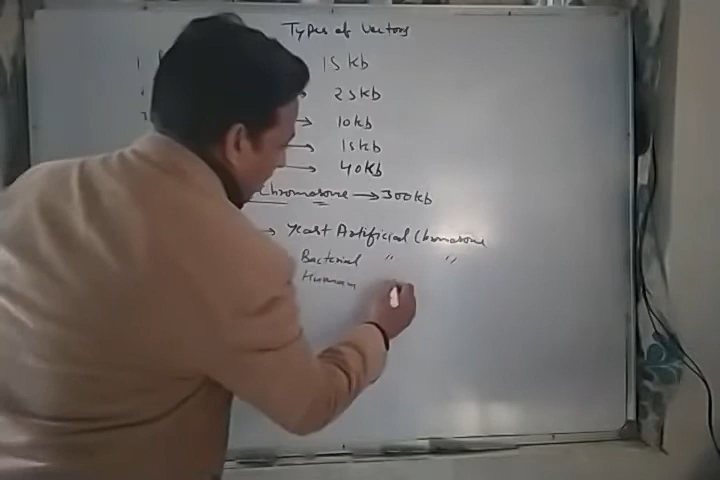 Types of Vectors
1 → 15 kb
→ 25 kb
→ 10 kb
→ 15 kb
→ 40 kb
Chromosome → 300 kb
→ Yeast Artificial Chromosome
Bacterial " "
Human